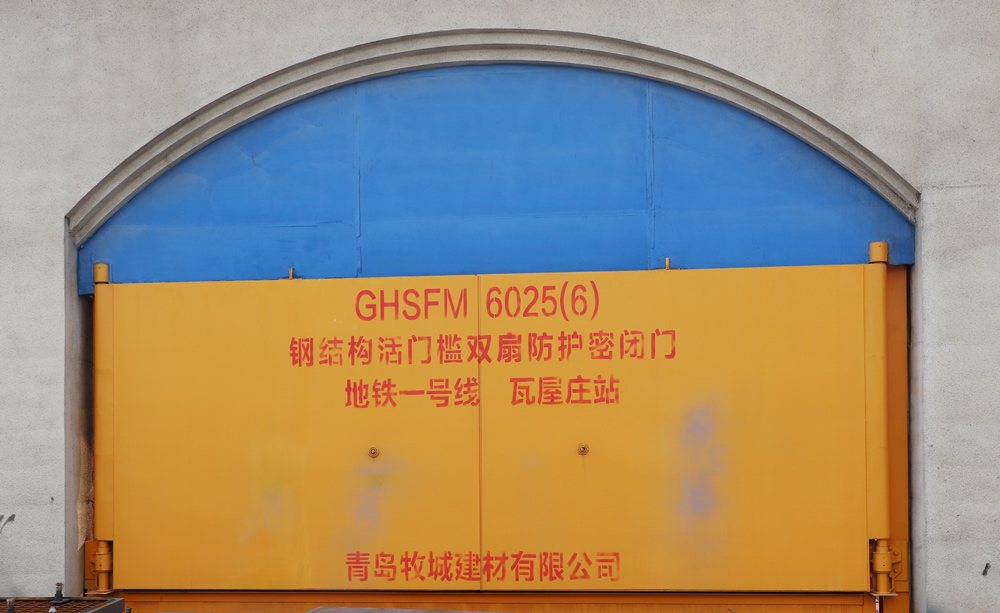 GHSFM 6025(6)
钢结构活门槛双扇防护密闭门
地铁一号线 瓦屋庄站
青岛牧城建材有限公司